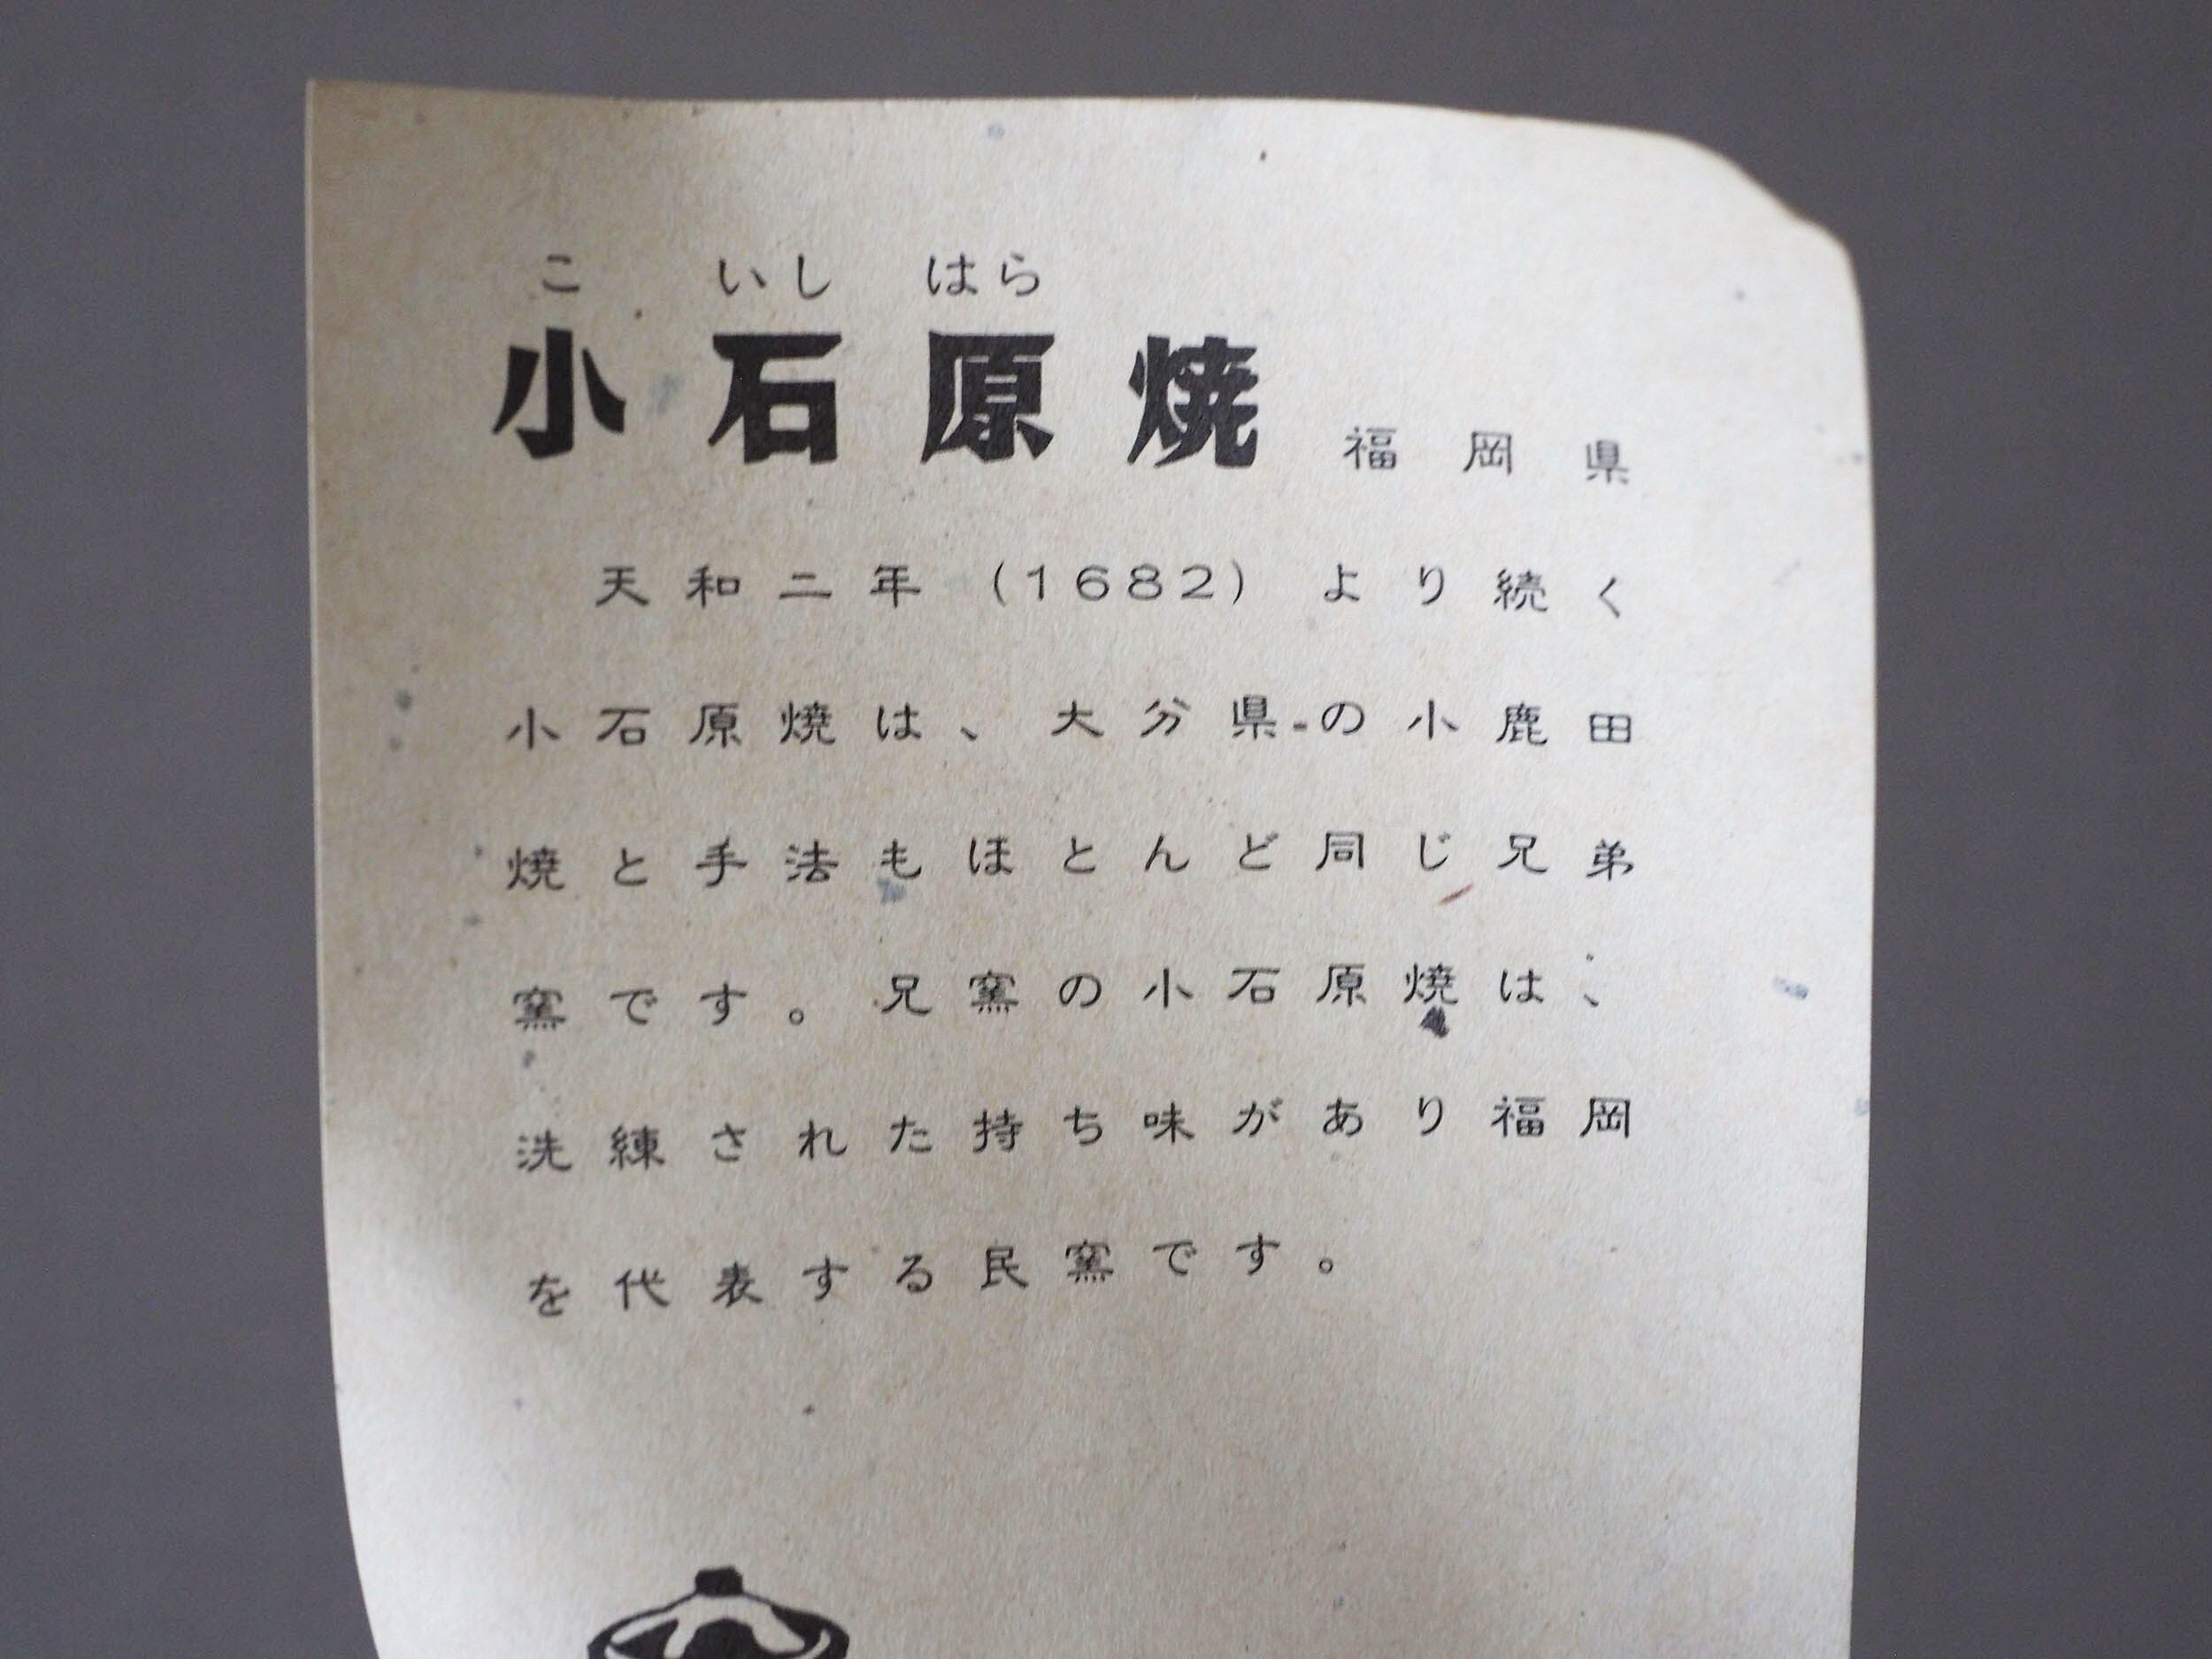 こ いし はら
小石原焼 福岡県
天和二年(1682)より続く
小石原焼は、大分県の小鹿田
焼と手法もほとんど同じ兄弟
窯です。兄窯の小石原焼は、
洗練された持ち味があり福岡
を代表する民窯です。